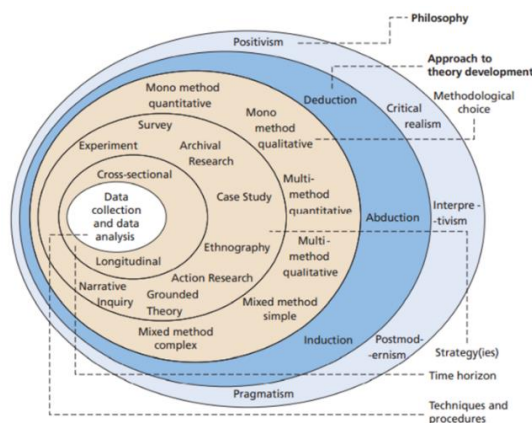 Philosophy
Positivism
Approach to
theory development
Mono method
quantitative
Deduction
Methodological
choice
Mono
method
qualitative
Critical
realism
Survey
Experiment
Archival
Research
Cross-sectional
Multi-
method
quantitative
Data
collection
and data
analysis
Case Study
Abduction
Interpre -
-etivism
Ethnography
Multi-
method
qualitative
Longitudinal
Action Research
Narrative
Inquiry
Grounded
Theory
Mixed method
simple
Mixed method
complex
Induction
Postmod-
-ernism
Strategy(ies)
Time horizon
Pragmatism
Techniques and
procedures